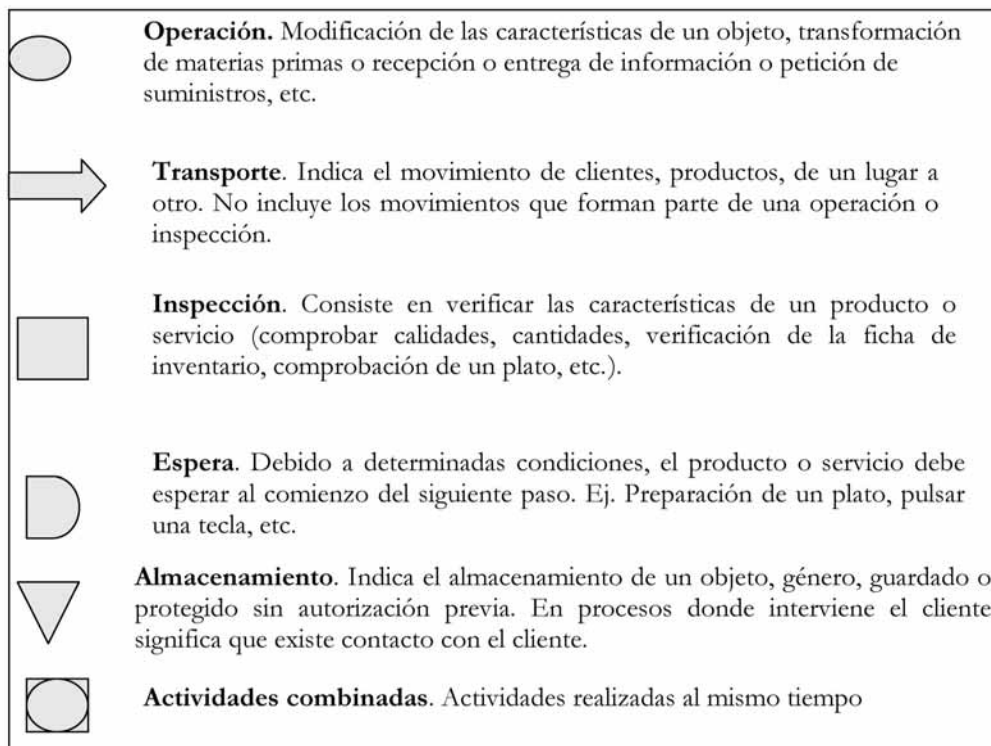 Operación. Modificación de las características de un objeto, transformación
de materias primas o recepción o entrega de información o petición de
suministros, etc.
Transporte. Indica el movimiento de clientes, productos, de un lugar a
otro. No incluye los movimientos que forman parte de una operación o
inspección.
Inspección. Consiste en verificar las características de un producto o
servicio (comprobar calidades, cantidades, verificación de la ficha de
inventario, comprobación de un plato, etc.).
Espera. Debido a determinadas condiciones, el producto o servicio debe
esperar al comienzo del siguiente paso. Ej. Preparación de un plato, pulsar
una tecla, etc.
Almacenamiento. Indica el almacenamiento de un objeto, género, guardado o
protegido sin autorización previa. En procesos donde interviene el cliente
significa que existe contacto con el cliente.
Actividades combinadas. Actividades realizadas al mismo tiempo